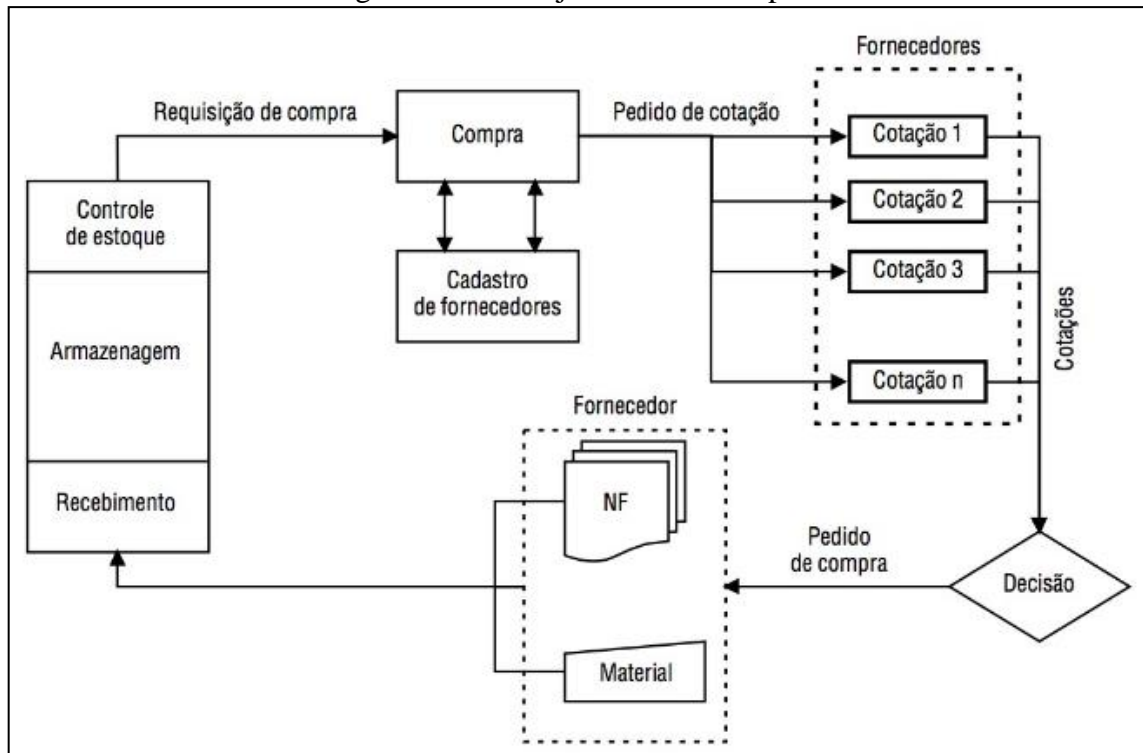 Fornecedores
Requisição de compra
Compra
Pedido de cotação
Cotação 1
Cotação 2
Cotação 3
Cotação n
Cotações
Controle
de estoque
Armazenagem
Recebimento
Cadastro
de fornecedores
Fornecedor
NF
Material
Pedido
de compra
Decisão